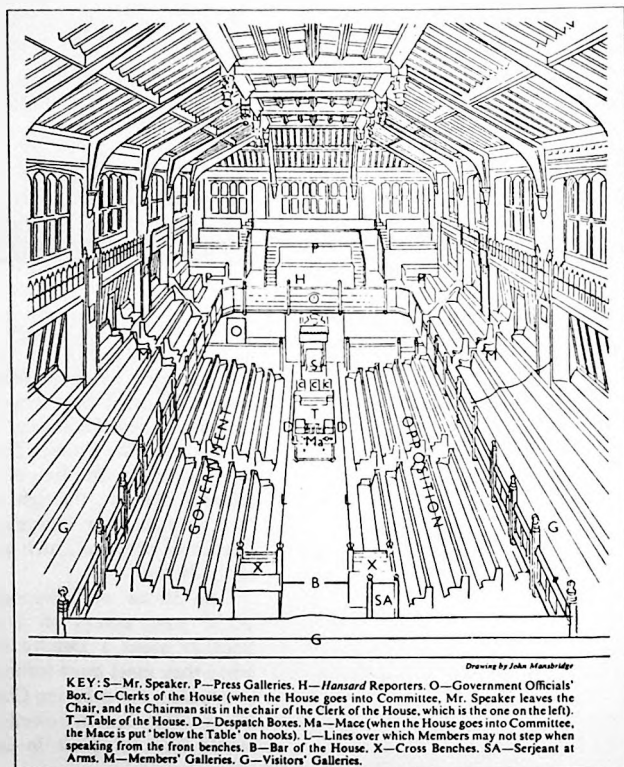 P
P H P
O
O
M M
S
C C
T
D D
Ma
GOVERNMENT
OPPOSITION
G G
X X
B
SA
G
Drawing by John Mansbridge
KEY: S—Mr. Speaker. P—Press Galleries. H—Hansard Reporters. O—Government Officials'
Box. C—Clerks of the House (when the House goes into Committee, Mr. Speaker leaves the
Chair, and the Chairman sits in the chair of the Clerk of the House, which is the one on the left).
T—Table of the House. D—Despatch Boxes. Ma—Mace (when the House goes into Committee,
the Mace is put 'below the Table' on hooks). L—Lines over which Members may not step when
speaking from the front benches. B—Bar of the House. X—Cross Benches. SA—Serjeant at
Arms. M—Members' Galleries. G—Visitors' Galleries.